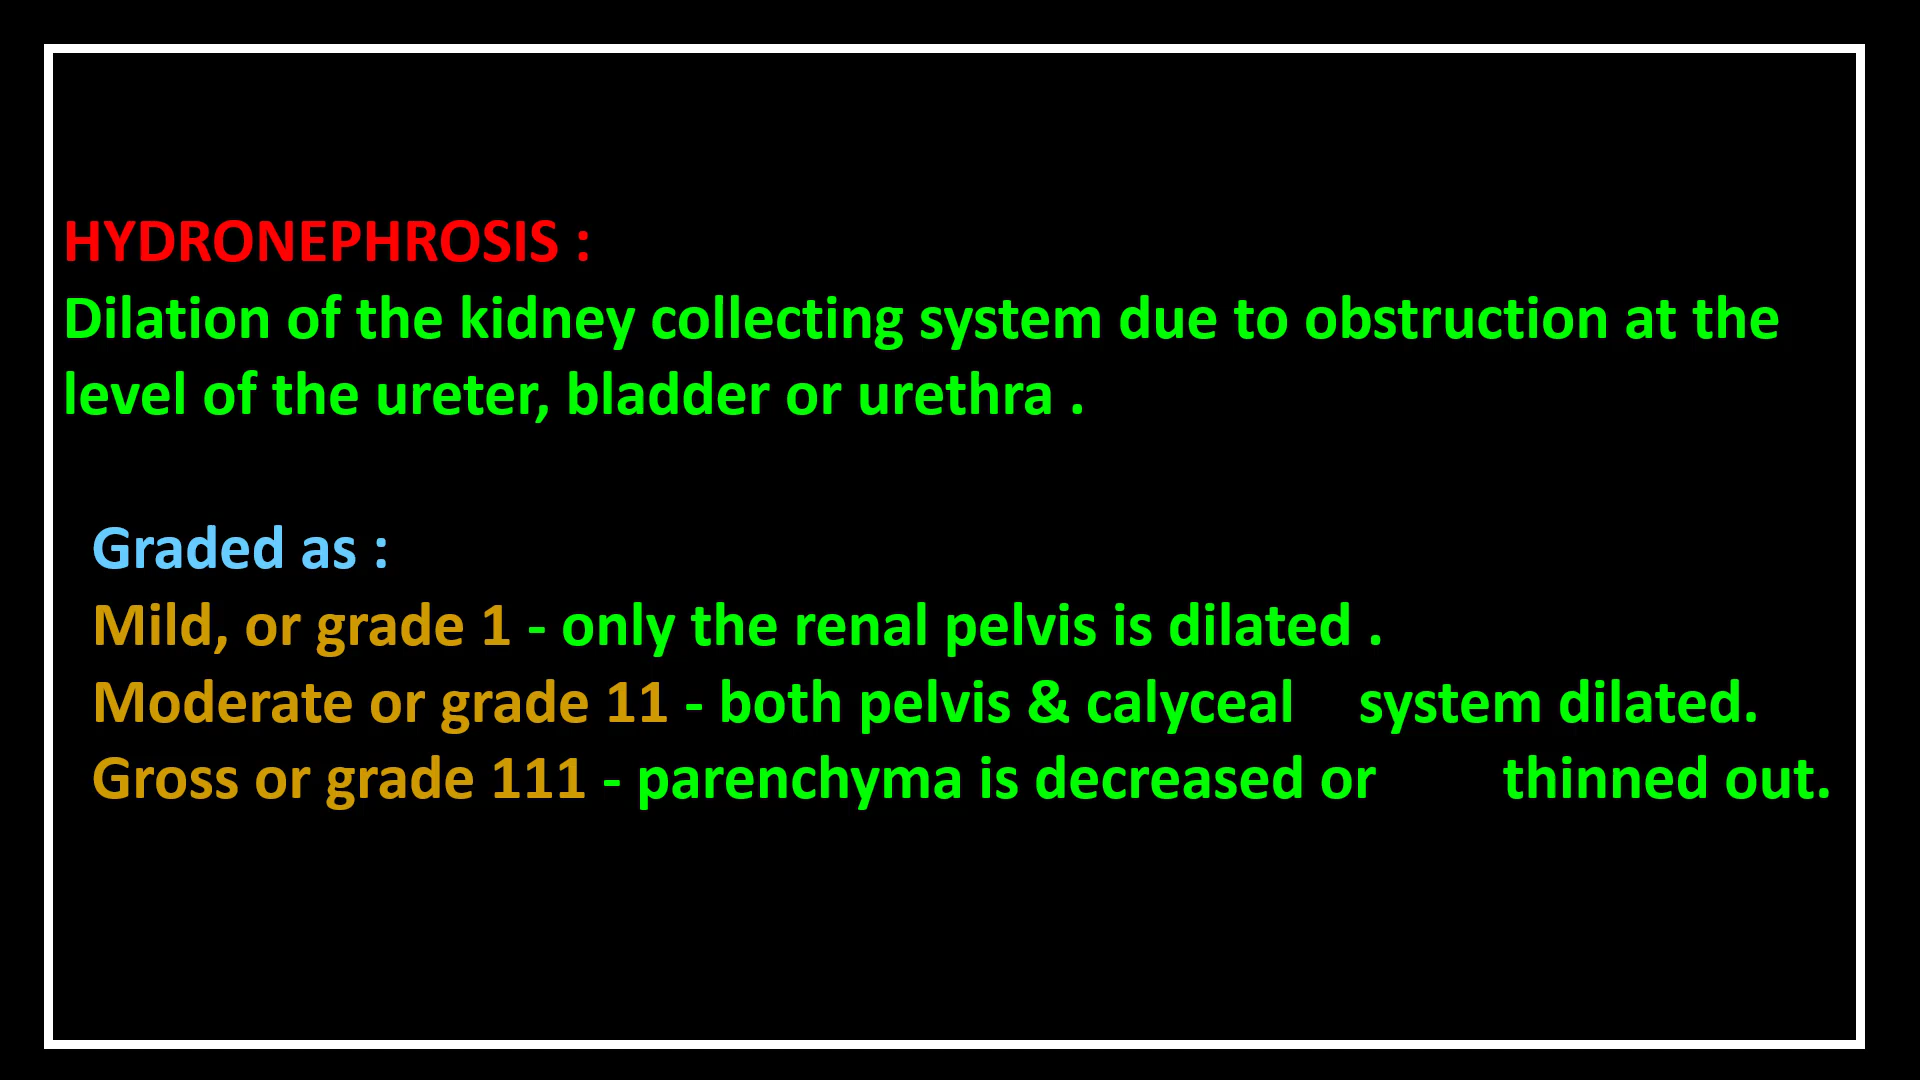 HYDRONEPHROSIS :
Dilation of the kidney collecting system due to obstruction at the
level of the ureter, bladder or urethra .
Graded as :
Mild, or grade 1 - only the renal pelvis is dilated .
Moderate or grade 11 - both pelvis & calyceal system dilated.
Gross or grade 111 - parenchyma is decreased or thinned out.